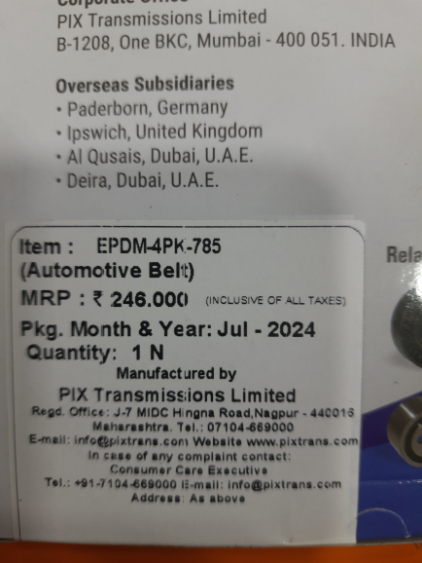 Corporate Office
PIX Transmissions Limited
B-1208, One BKC, Mumbai - 400 051. INDIA
Overseas Subsidiaries
• Paderborn, Germany
• Ipswich, United Kingdom
• Al Qusais, Dubai, U.A.E.
• Deira, Dubai, U.A.E.
Item : EPDM-4PK-785
(Automotive Belt)
MRP : ₹ 246.000 (INCLUSIVE OF ALL TAXES)
Pkg. Month & Year: Jul - 2024
Quantity: 1 N
Manufactured by
PIX Transmissions Limited
Regd. Office: J-7 MIDC Hingna Road,Nagpur - 440016
Maharashtra. Tel.: 07104-669000
E-mail: info@pixtrans.com Website www.pixtrans.com
In case of any complaint contact:
Consumer Care Executive
Tel.: +91-7104-669000 E-mail: info@pixtrans.com
Address: As above
Rela